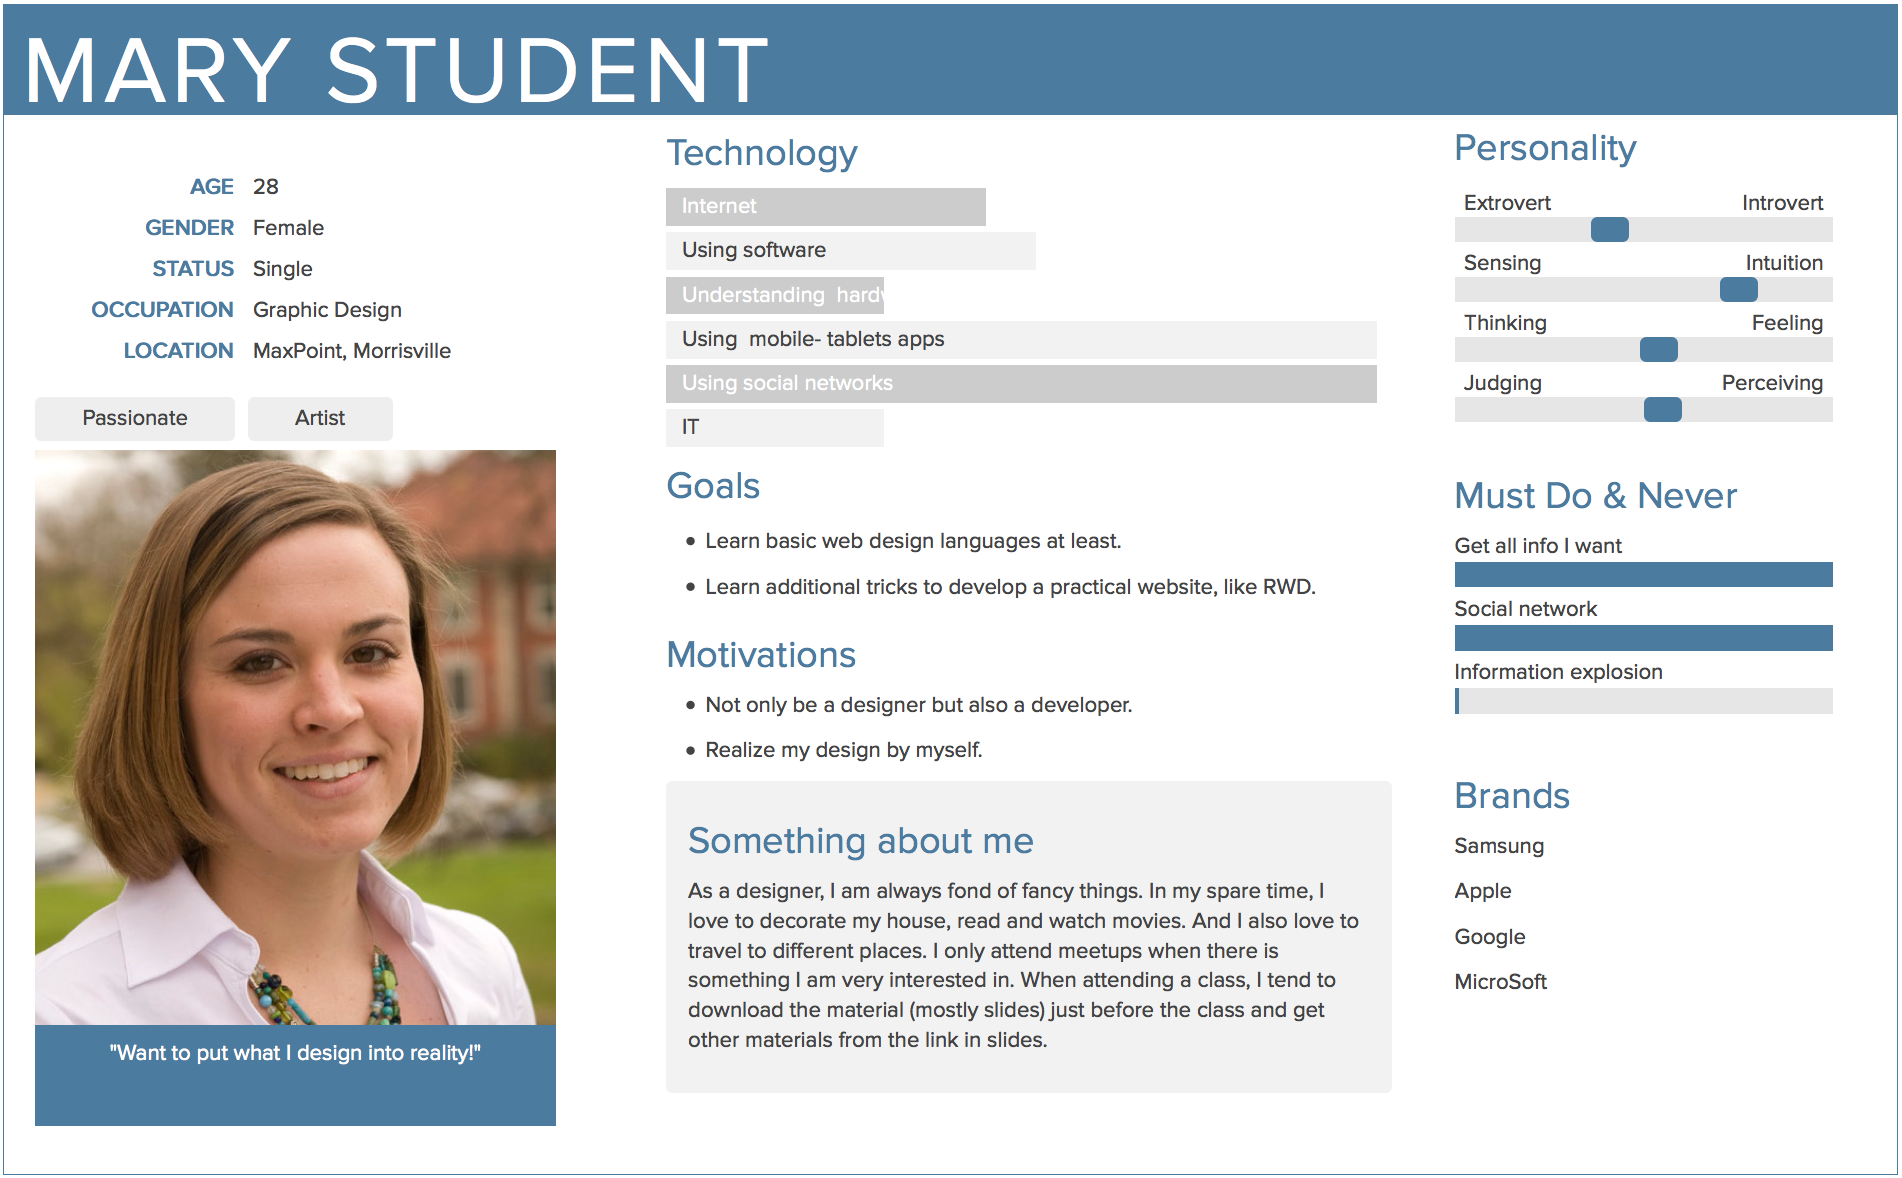 MARY STUDENT
AGE 28
GENDER Female
STATUS Single
OCCUPATION Graphic Design
LOCATION MaxPoint, Morrisville
Passionate
Artist
"Want to put what I design into reality!"
Technology
Internet
Using software
Understanding hardv
Using mobile- tablets apps
Using social networks
IT
Goals
• Learn basic web design languages at least.
• Learn additional tricks to develop a practical website, like RWD.
Motivations
• Not only be a designer but also a developer.
• Realize my design by myself.
Something about me
As a designer, I am always fond of fancy things. In my spare time, I
love to decorate my house, read and watch movies. And I also love to
travel to different places. I only attend meetups when there is
something I am very interested in. When attending a class, I tend to
download the material (mostly slides) just before the class and get
other materials from the link in slides.
Personality
Extrovert Introvert
Sensing Intuition
Thinking Feeling
Judging Perceiving
Must Do & Never
Get all info I want
Social network
Information explosion
Brands
Samsung
Apple
Google
MicroSoft